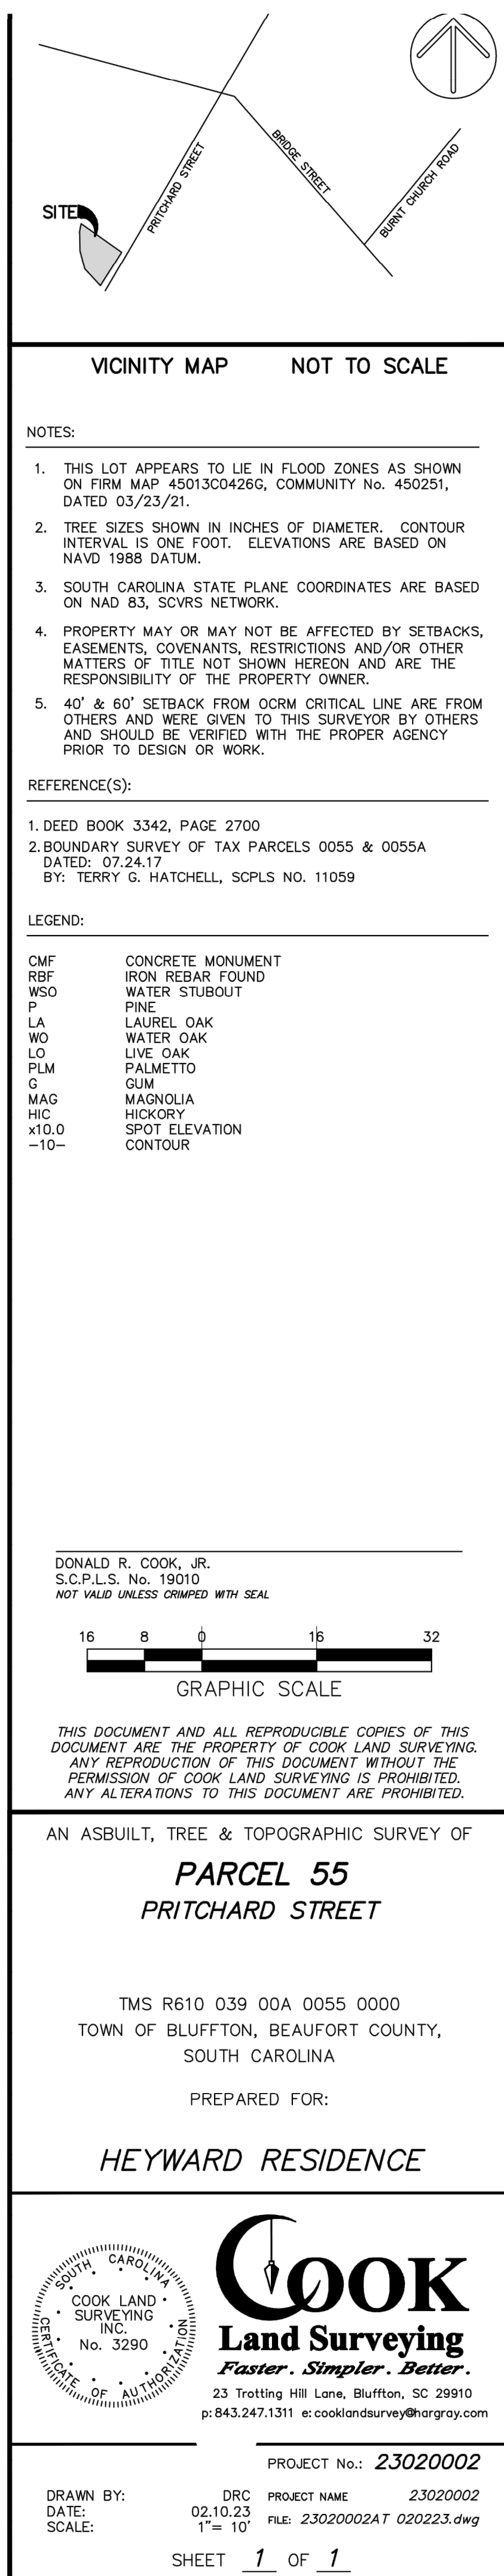 SITE
PRITCHARD STREET
BRIDGE STREET
BURNT CHURCH ROAD
VICINITY MAP NOT TO SCALE
NOTES:
1. THIS LOT APPEARS TO LIE IN FLOOD ZONES AS SHOWN
ON FIRM MAP 45013C0426G, COMMUNITY No. 450251,
DATED 03/23/21.
2. TREE SIZES SHOWN IN INCHES OF DIAMETER. CONTOUR
INTERVAL IS ONE FOOT. ELEVATIONS ARE BASED ON
NAVD 1988 DATUM.
3. SOUTH CAROLINA STATE PLANE COORDINATES ARE BASED
ON NAD 83, SCVRS NETWORK.
4. PROPERTY MAY OR MAY NOT BE AFFECTED BY SETBACKS,
EASEMENTS, COVENANTS, RESTRICTIONS AND/OR OTHER
MATTERS OF TITLE NOT SHOWN HEREON AND ARE THE
RESPONSIBILITY OF THE PROPERTY OWNER.
5. 40' & 60' SETBACK FROM OCRM CRITICAL LINE ARE FROM
OTHERS AND WERE GIVEN TO THIS SURVEYOR BY OTHERS
AND SHOULD BE VERIFIED WITH THE PROPER AGENCY
PRIOR TO DESIGN OR WORK.
REFERENCE(S):
1. DEED BOOK 3342, PAGE 2700
2. BOUNDARY SURVEY OF TAX PARCELS 0055 & 0055A
DATED: 07.24.17
BY: TERRY G. HATCHELL, SCPLS NO. 11059
LEGEND:
CMF CONCRETE MONUMENT
RBF IRON REBAR FOUND
WSO WATER STUBOUT
P PINE
LA LAUREL OAK
WO WATER OAK
LO LIVE OAK
PLM PALMETTO
G GUM
MAG MAGNOLIA
HIC HICKORY
x10.0 SPOT ELEVATION
-10- CONTOUR
DONALD R. COOK, JR.
S.C.P.L.S. No. 19010
NOT VALID UNLESS CRIMPED WITH SEAL
16 8 0 16 32
GRAPHIC SCALE
THIS DOCUMENT AND ALL REPRODUCIBLE COPIES OF THIS
DOCUMENT ARE THE PROPERTY OF COOK LAND SURVEYING.
ANY REPRODUCTION OF THIS DOCUMENT WITHOUT THE
PERMISSION OF COOK LAND SURVEYING IS PROHIBITED.
ANY ALTERATIONS TO THIS DOCUMENT ARE PROHIBITED.
AN ASBUILT, TREE & TOPOGRAPHIC SURVEY OF
PARCEL 55
PRITCHARD STREET
TMS R610 039 00A 0055 0000
TOWN OF BLUFFTON, BEAUFORT COUNTY,
SOUTH CAROLINA
PREPARED FOR:
HEYWARD RESIDENCE
SOUTH CAROLINA
COOK LAND
SURVEYING
INC.
No. 3290
CERTIFICATE OF AUTHORIZATION
COOK
Land Surveying
Faster. Simpler. Better.
23 Trotting Hill Lane, Bluffton, SC 29910
p: 843.247.1311 e: cooklandsurvey@hargray.com
PROJECT No.: 23020002
DRAWN BY: DRC PROJECT NAME 23020002
DATE: 02.10.23
SCALE: 1"= 10' FILE: 23020002AT 020223.dwg
SHEET 1 OF 1